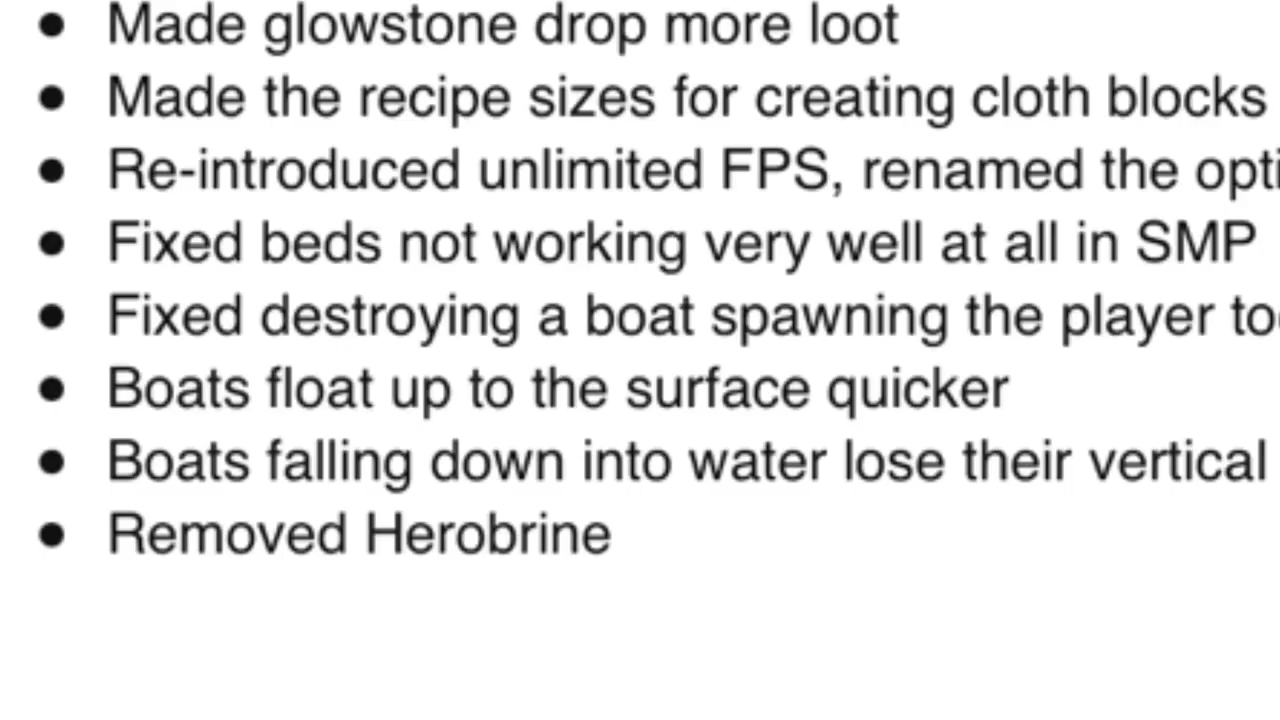 • Made glowstone drop more loot
• Made the recipe sizes for creating cloth blocks
• Re-introduced unlimited FPS, renamed the
• Fixed beds not working very well at all in SMP
• Fixed destroying a boat spawning the player
• Boats float up to the surface quicker
• Boats falling down into water lose their vertical
• Removed Herobrine